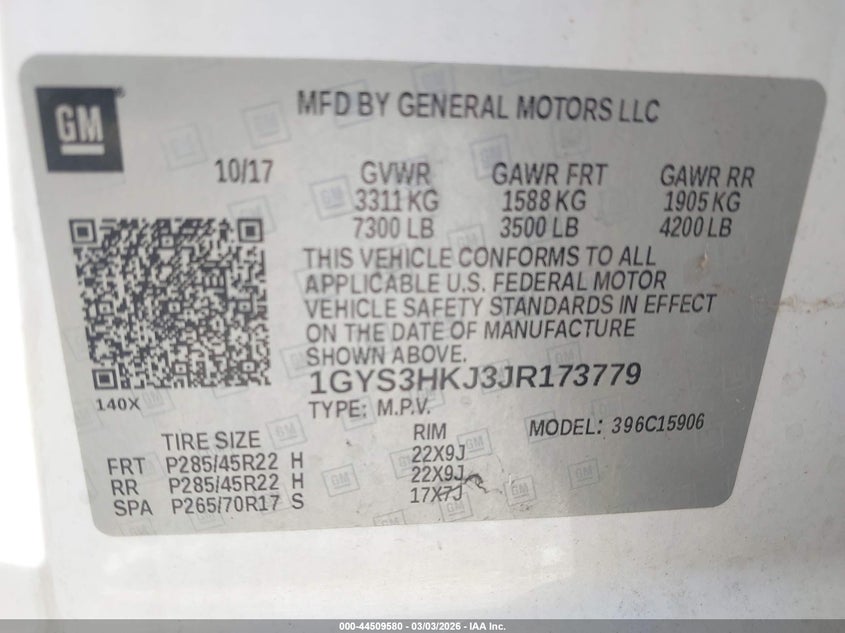 GM
MFD BY GENERAL MOTORS LLC
10/17 GVWR GAWR FRT GAWR RR
3311 KG 1588 KG 1905 KG
7300 LB 3500 LB 4200 LB
THIS VEHICLE CONFORMS TO ALL
APPLICABLE U.S. FEDERAL MOTOR
VEHICLE SAFETY STANDARDS IN EFFECT
ON THE DATE OF MANUFACTURE
SHOWN ABOVE.
140X
1GYS3HKJ3JR173779
TYPE: M.P.V. MODEL: 396C15906
TIRE SIZE RIM
FRT P285/45R22 H 22X9J
RR P285/45R22 H 22X9J
SPA P265/70R17 S 17X7J
000-44509580 - 03/03/2026 - IAA Inc.